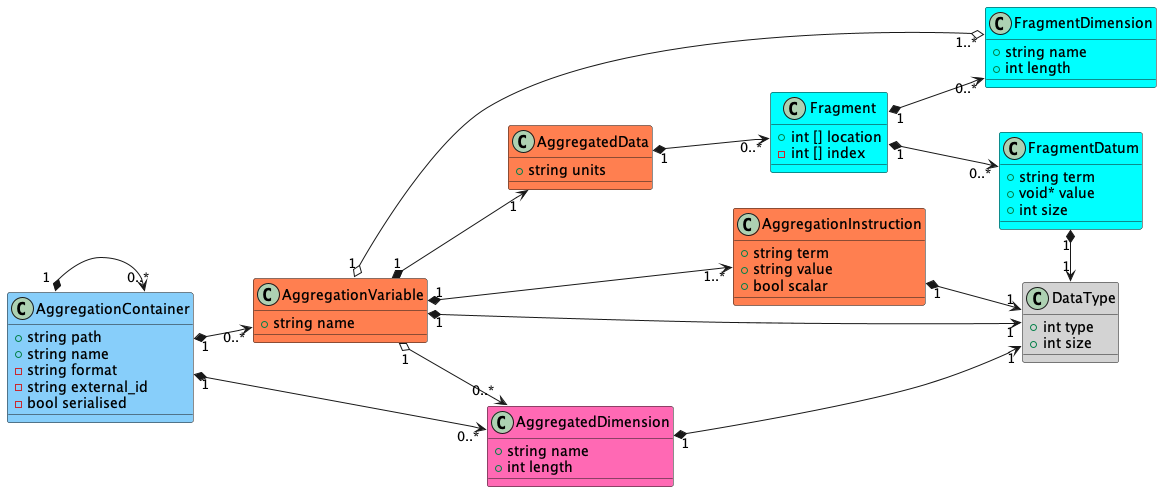 C FragmentDimension
string name
int length
1..*
0..*
C Fragment
int [] location
int [] index
1
1
0..*
C AggregatedData
string units
1
0..*
C FragmentDatum
string term
void* value
int size
1
1
C AggregationInstruction
string term
string value
bool scalar
1
1..*
1
C AggregationContainer
string path
string name
string format
string external_id
bool serialised
1
0..*
1
0..*
1
0..*
C AggregationVariable
string name
1
1
1
1
1
1
1
0..*
C DataType
int type
int size
1
C AggregatedDimension
string name
int length
1
1